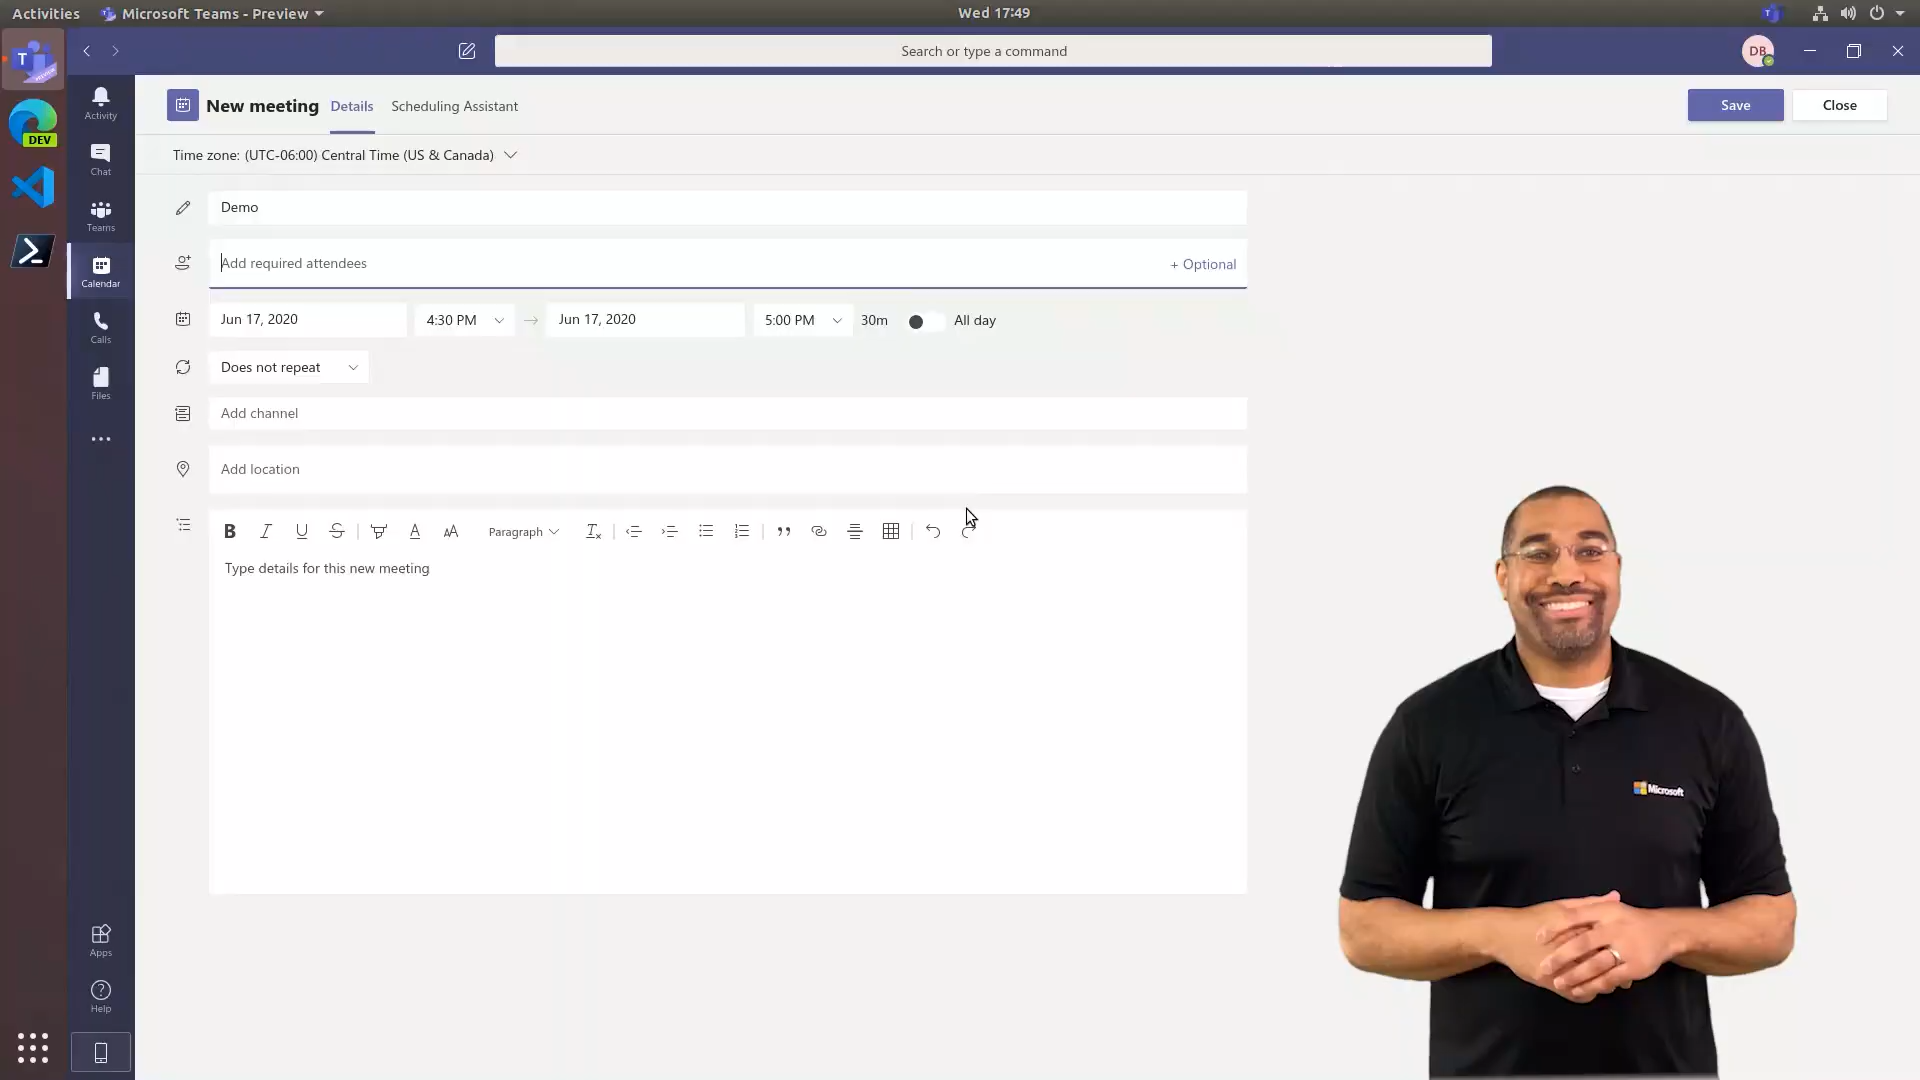 Activities
Microsoft Teams - Preview
Wed 17:49
Search or type a command
DB
DEV
Activity
Chat
Teams
Calendar
Calls
Files
Apps
Help
New meeting
Details
Scheduling Assistant
Save
Close
Time zone: (UTC-06:00) Central Time (US & Canada)
Demo
Add required attendees
+ Optional
Jun 17, 2020
4:30 PM
Jun 17, 2020
5:00 PM
30m
All day
Does not repeat
Add channel
Add location
Paragraph
Type details for this new meeting
Microsoft